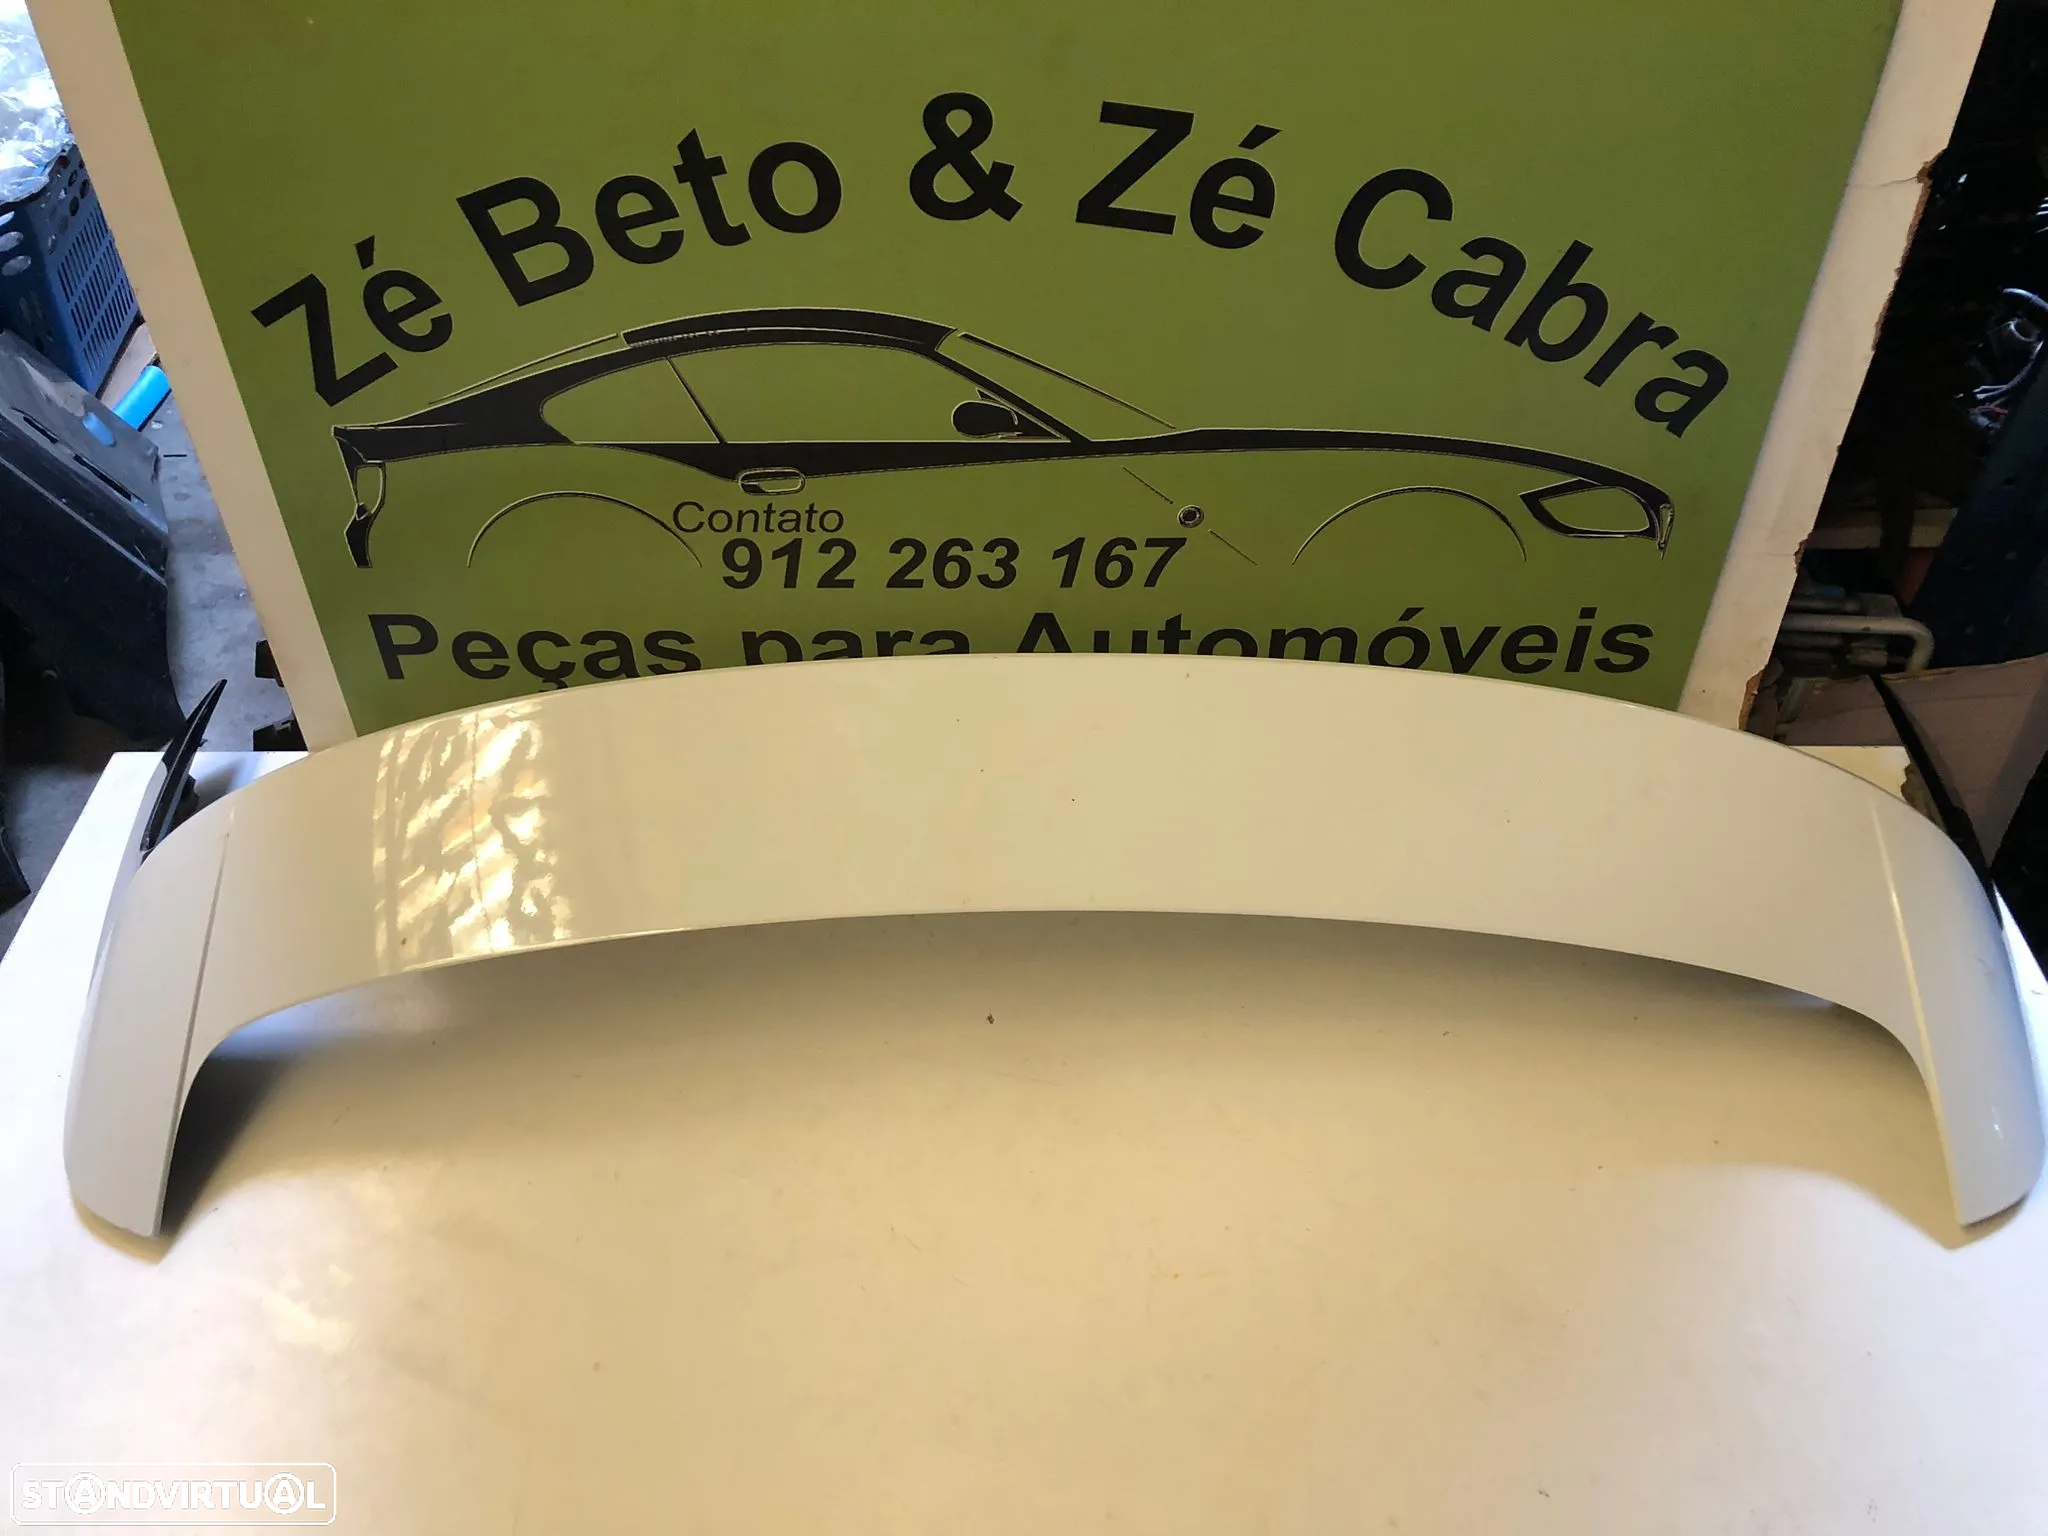 Zé Beto & Zé Cabra
Contato
912 263 167
Peças para Automóveis
STANDVIRTUAL